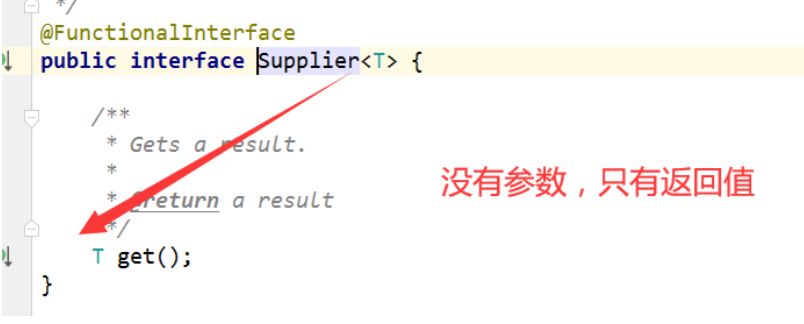 */
@FunctionalInterface
public interface Supplier<T> {
/**
* Gets a result.
*
* @return a result
*/
T get();
}
没有参数，只有返回值